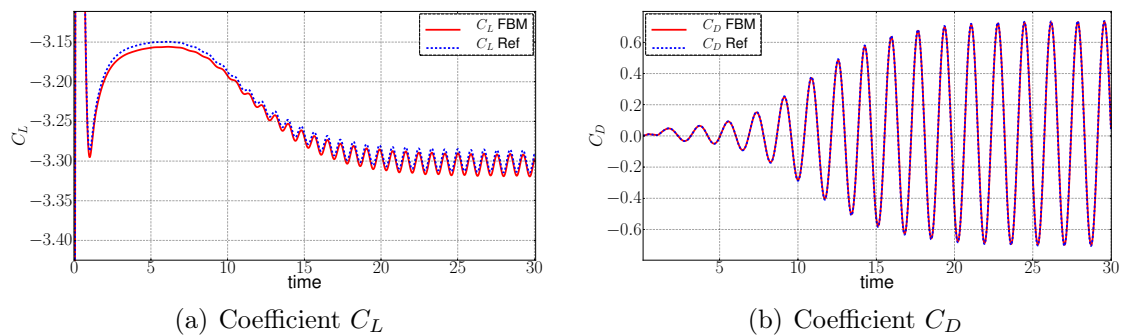 C_L FBM
C_L Ref
−3.15
−3.20
−3.25
−3.30
−3.35
−3.40
C_L
0 5 10 15 20 25 30
time
(a) Coefficient C_L
C_D FBM
C_D Ref
0.6
0.4
0.2
0.0
−0.2
−0.4
−0.6
C_D
5 10 15 20 25 30
time
(b) Coefficient C_D